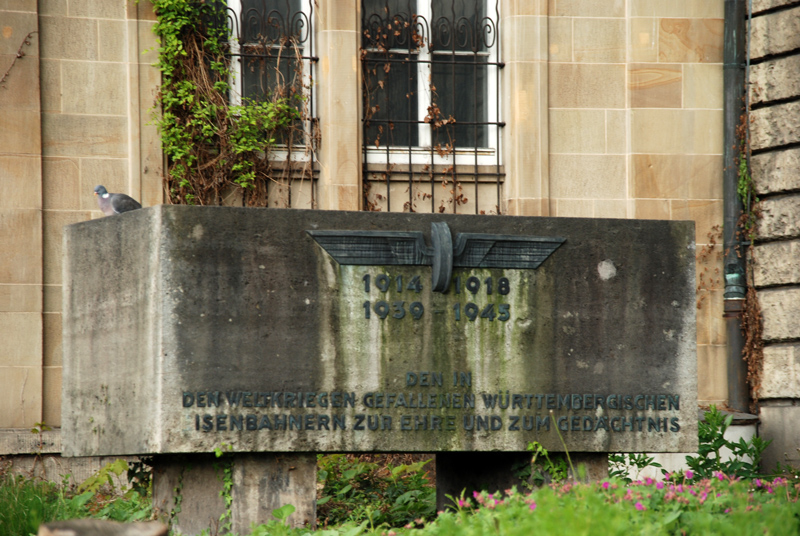 1914 1918
1939 - 1945
DEN IN
DEN WELTKRIEGEN GEFALLENEN WÜRTTEMBERGISCHEN
ISENBAHNERN ZUR EHRE UND ZUM GEDÄCHTNIS